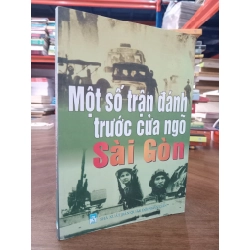 Một số trận đánh
trước cửa ngõ
Sài Gòn